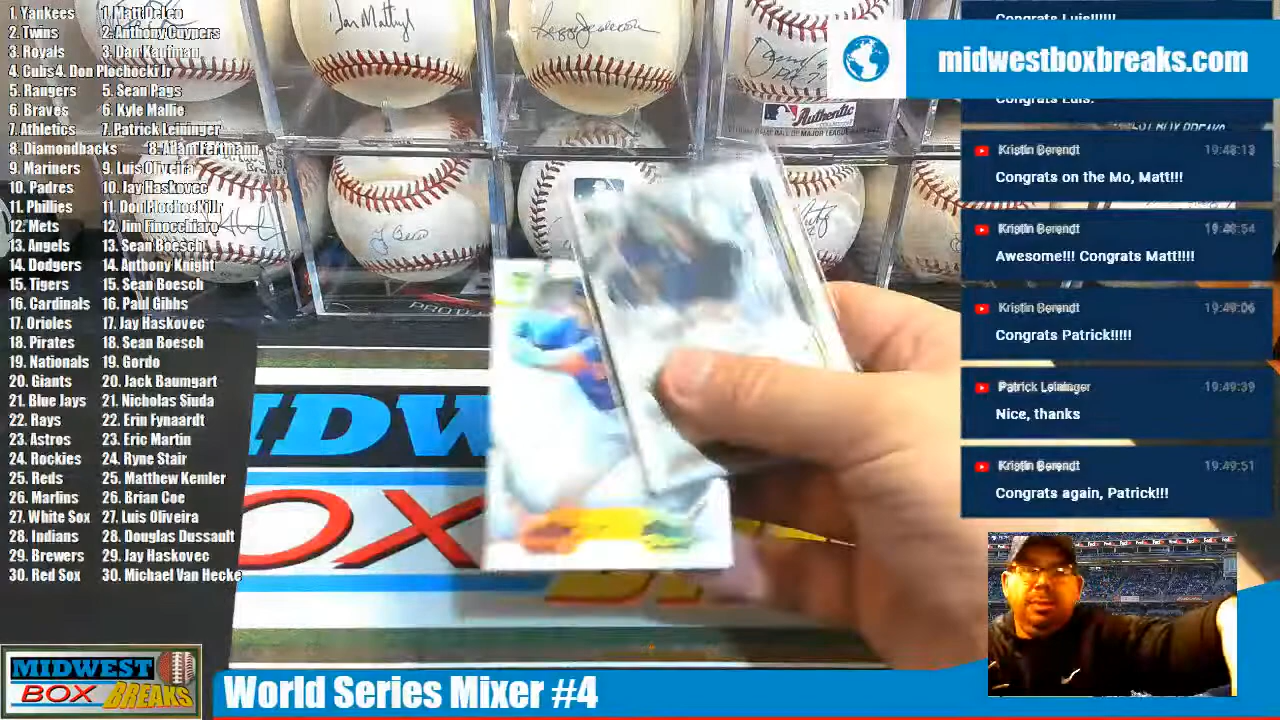 1. Yankees 1. Matt DeLeo
2. Twins 2. Anthony Cuypers
3. Royals 3. Dan Kaufman
4. Cubs 4. Don Plochocki Jr
5. Rangers 5. Sean Pags
6. Braves 6. Kyle Mallie
7. Athletics 7. Patrick Leininger
8. Diamondbacks 8. Adam
9. Mariners 9. Luis Oliveira
10. Padres 10. Jay Haskovec
11. Phillies 11. Don Plochocki Jr
12. Mets 12. Jim Finocchiaro
13. Angels 13. Sean Boesch
14. Dodgers 14. Anthony Knight
15. Tigers 15. Sean Boesch
16. Cardinals 16. Paul Gibbs
17. Orioles 17. Jay Haskovec
18. Pirates 18. Sean Boesch
19. Nationals 19. Gordo
20. Giants 20. Jack Baumgart
21. Blue Jays 21. Nicholas Siuda
22. Rays 22. Erin Fynaardt
23. Astros 23. Eric Martin
24. Rockies 24. Ryne Stair
25. Reds 25. Matthew Kemler
26. Marlins 26. Brian Coe
27. White Sox 27. Luis Oliveira
28. Indians 28. Douglas Dussault
29. Brewers 29. Jay Haskovec
30. Red Sox 30. Michael Van Hecke
Authentic
midwestboxbreaks.com
Congrats Luis!!!!!!
Congrats Luis.
Kristin Berendt 19:48:13
Congrats on the Mo, Matt!!!
Kristin Berendt 19:48:54
Awesome!!! Congrats Matt!!!!
Kristin Berendt 19:49:06
Congrats Patrick!!!!!
Patrick Leininger 19:49:39
Nice, thanks
Kristin Berendt 19:49:51
Congrats again, Patrick!!!
MIDWEST
BOX
BREAKS
World Series Mixer #4